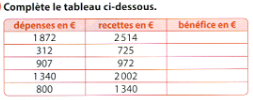 Complète le tableau ci-dessous.
dépenses en € recettes en € bénéfice en €
1 872 2 514
312 725
907 972
1 340 2 002
800 1 340